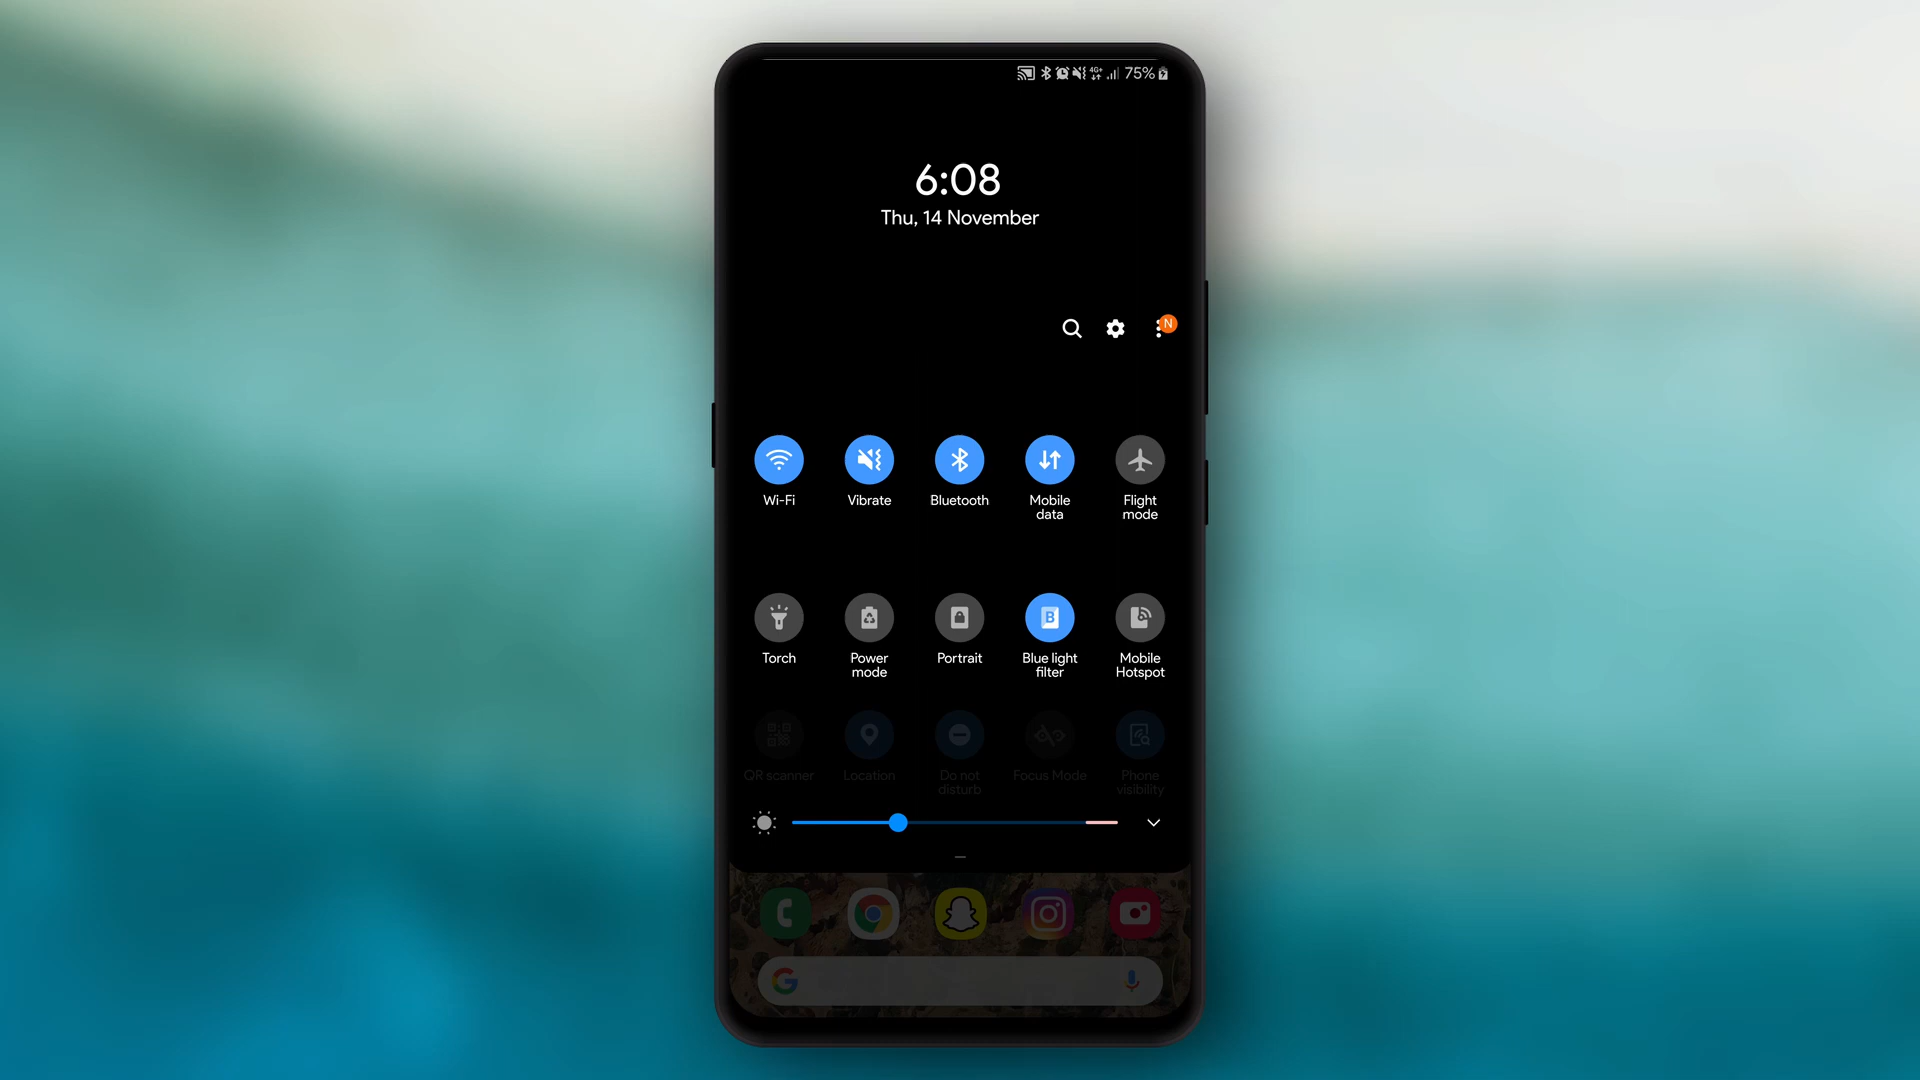 4G+ 75%
6:08
Thu, 14 November
N
Wi-Fi
Vibrate
Bluetooth
Mobile
data
Flight
mode
Torch
Power
mode
Portrait
B
Blue light
filter
Mobile
Hotspot
QR scanner
Location
Do not
disturb
Focus Mode
Phone
visibility
G